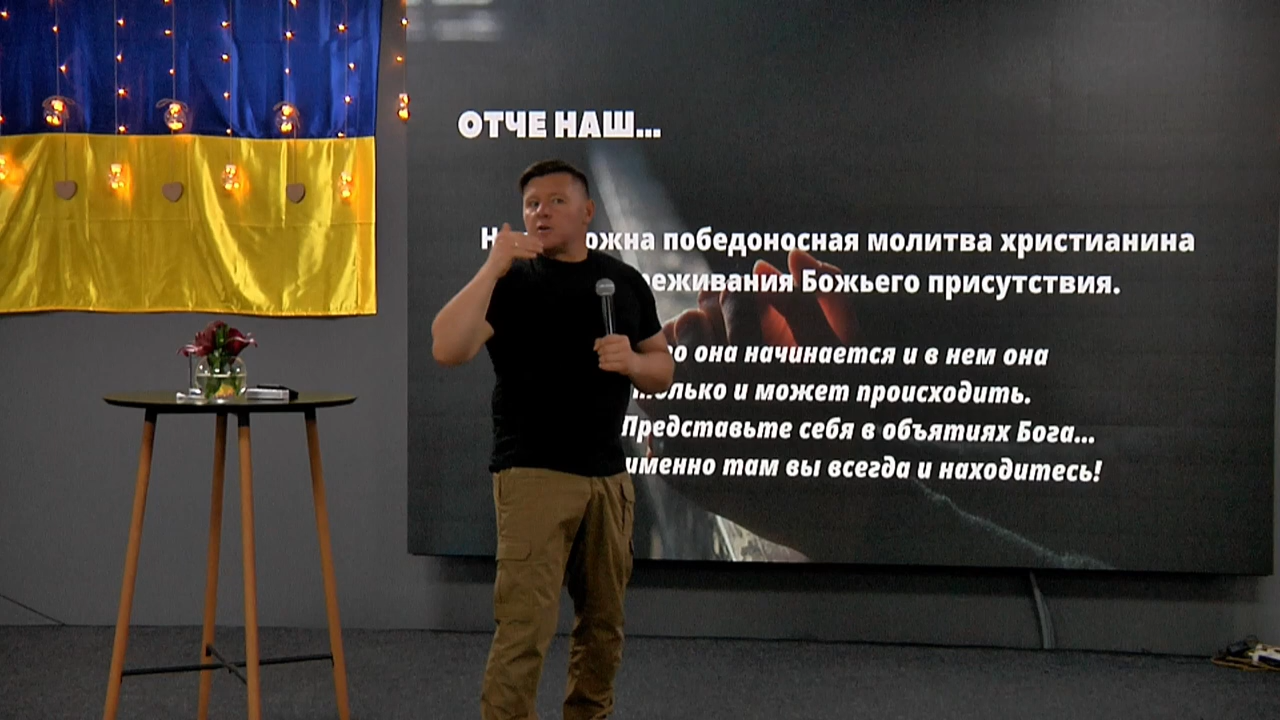 ОТЧЕ НАШ...
победоносная молитва христианина
Божьего присутствия.
она начинается и в нем она
и может происходить.
Представьте себя в объятиях Бога...
именно там вы всегда и находитесь!